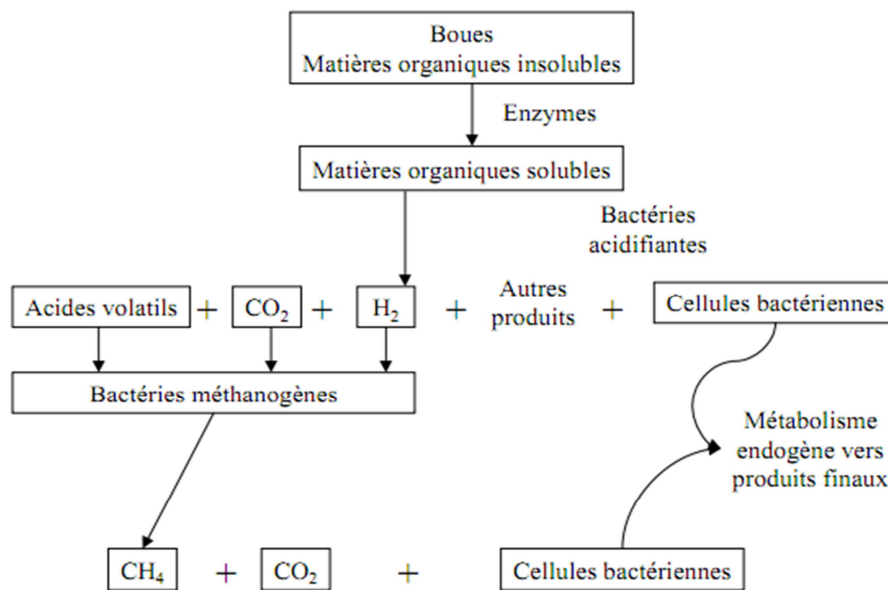 Boues
Matières organiques insolubles
Enzymes
Matières organiques solubles
Bactéries
acidifiantes
Acides volatils + CO₂ + H₂ + Autres produits + Cellules bactériennes
Bactéries méthanogènes
Métabolisme
endogène vers
produits finaux
CH₄ + CO₂ + Cellules bactériennes